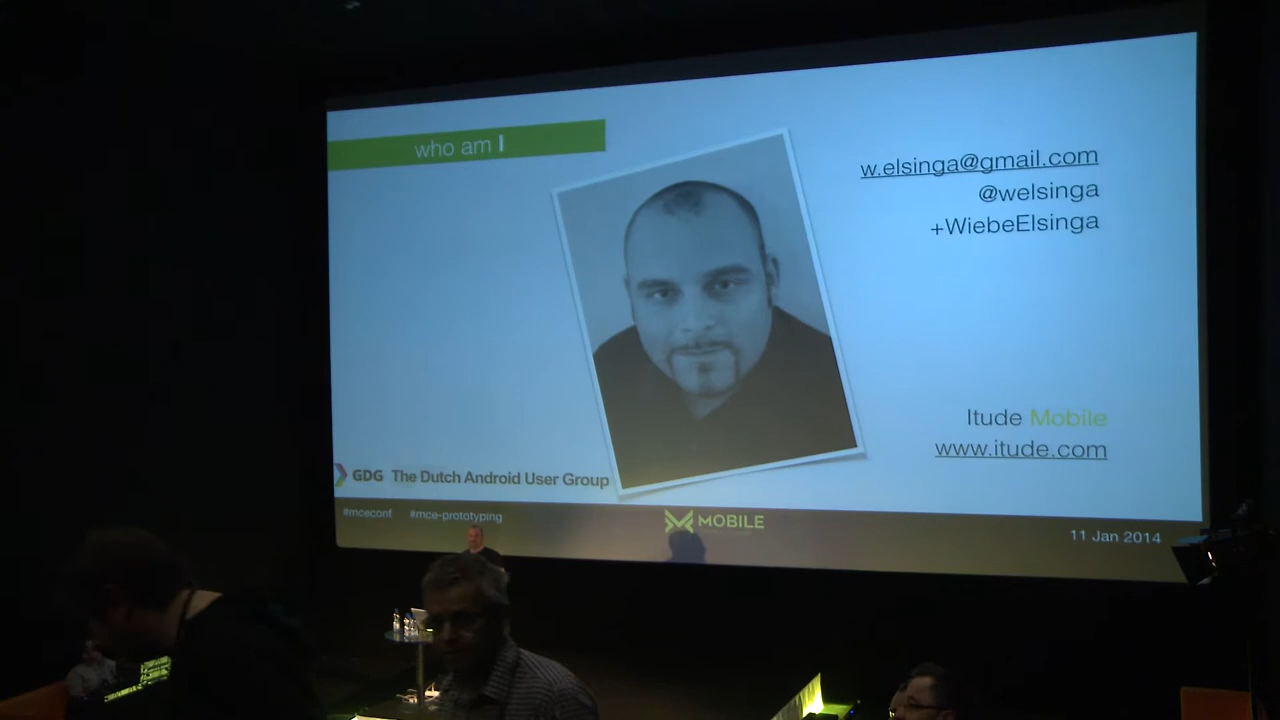 who am I
w.elsinga@gmail.com
@welsinga
+WiebeElsinga
Itude Mobile
www.itude.com
GDG The Dutch Android User Group
#mceconf #mce-prototyping
MOBILE
11 Jan 2014